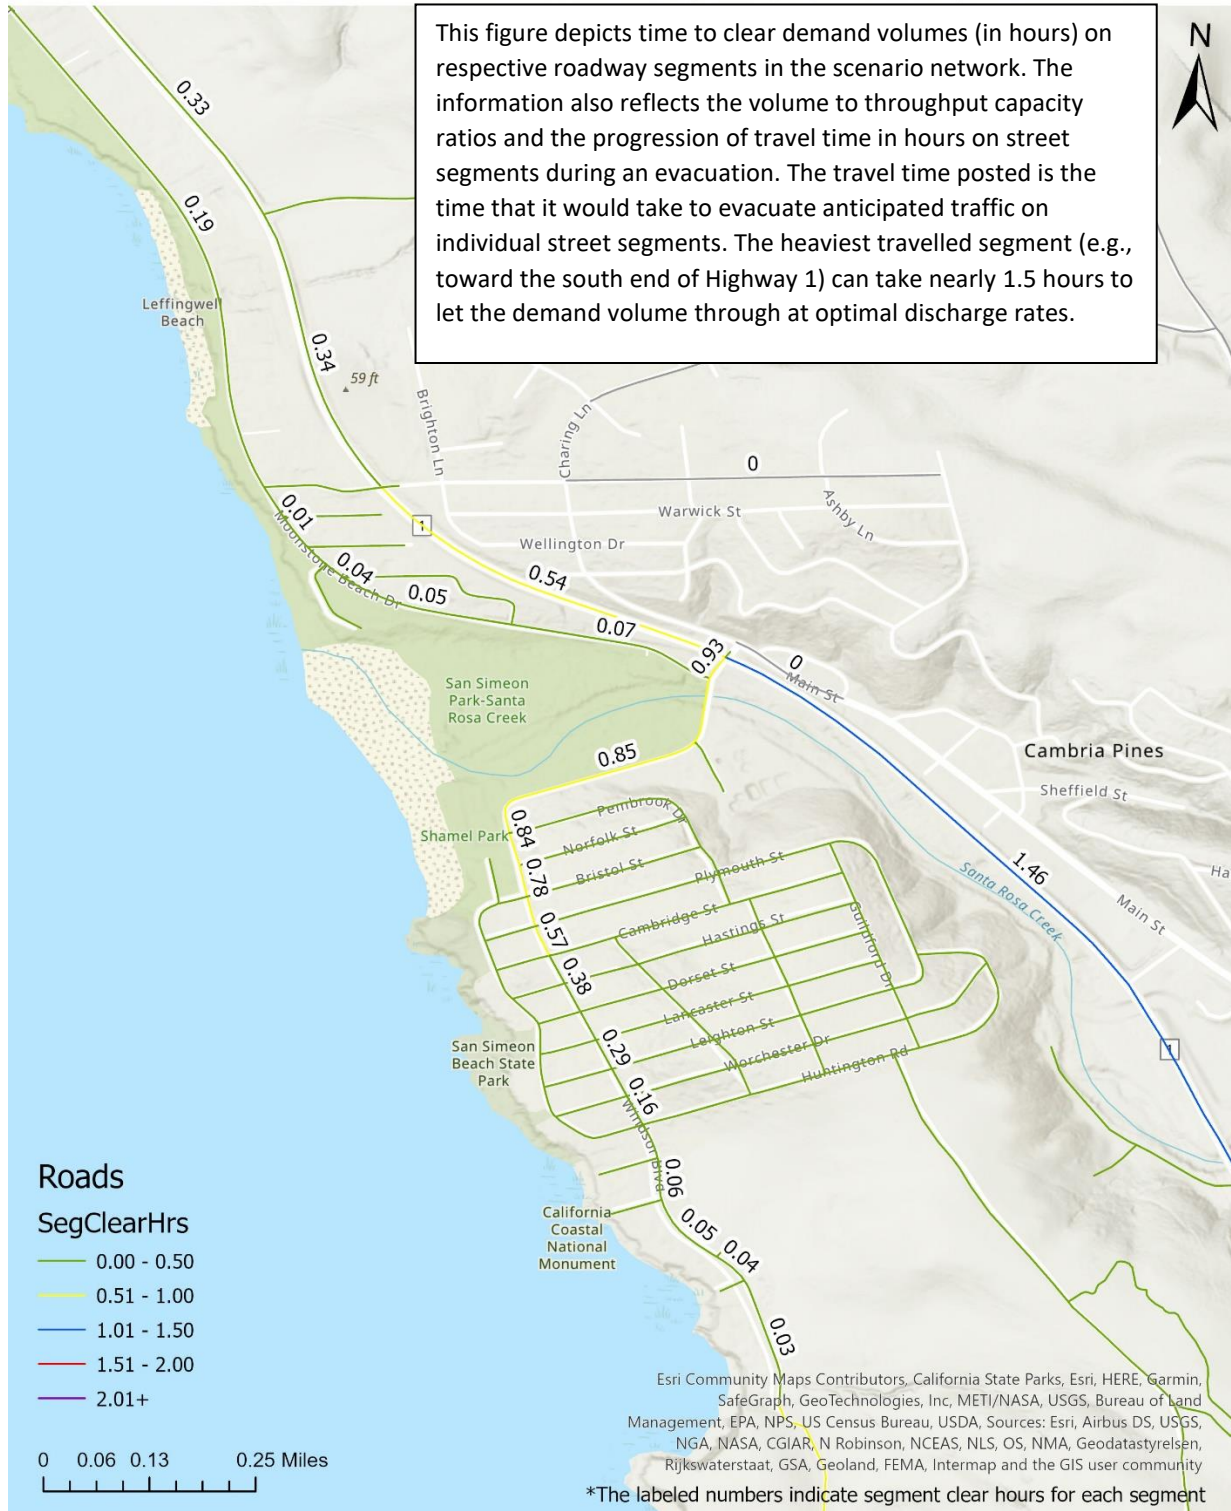 This figure depicts time to clear demand volumes (in hours) on
respective roadway segments in the scenario network. The
information also reflects the volume to throughput capacity
ratios and the progression of travel time in hours on street
segments during an evacuation. The travel time posted is the
time that it would take to evacuate anticipated traffic on
individual street segments. The heaviest travelled segment (e.g.,
toward the south end of Highway 1) can take nearly 1.5 hours to
let the demand volume through at optimal discharge rates.
N
0.33
0.19
Leffingwell
Beach
0.34
59 ft
Brighton Ln
Charing Ln
0
Ashby Ln
Warwick St
0.01
1
Wellington Dr
Moonstone Beach Dr
0.04
0.05
0.54
0.07
0.93
0
Main St
San Simeon
Park-Santa
Rosa Creek
0.85
Cambria Pines
Sheffield St
Pembrook Dr
0.84
Norfolk St
Shamel Park
Bristol St
0.78
Plymouth St
1.46
Ha
Santa Rosa Creek
Main St
0.57
Cambridge St
Hastings St
Guildford Dr
0.38
Dorset St
Lancaster St
Leighton St
0.29
Worchester Dr
Huntington Rd
San Simeon
Beach State
Park
1
0.16
Windsor Blvd
0.06
California
Coastal
National
Monument
0.05
0.04
0.03
Roads
SegClearHrs
0.00 - 0.50
0.51 - 1.00
1.01 - 1.50
1.51 - 2.00
2.01+
0 0.06 0.13 0.25 Miles
Esri Community Maps Contributors, California State Parks, Esri, HERE, Garmin,
SafeGraph, GeoTechnologies, Inc, METI/NASA, USGS, Bureau of Land
Management, EPA, NPS, US Census Bureau, USDA, Sources: Esri, Airbus DS, USGS,
NGA, NASA, CGIAR, N Robinson, NCEAS, NLS, OS, NMA, Geodatastyrelsen,
Rijkswaterstaat, GSA, Geoland, FEMA, Intermap and the GIS user community
*The labeled numbers indicate segment clear hours for each segment